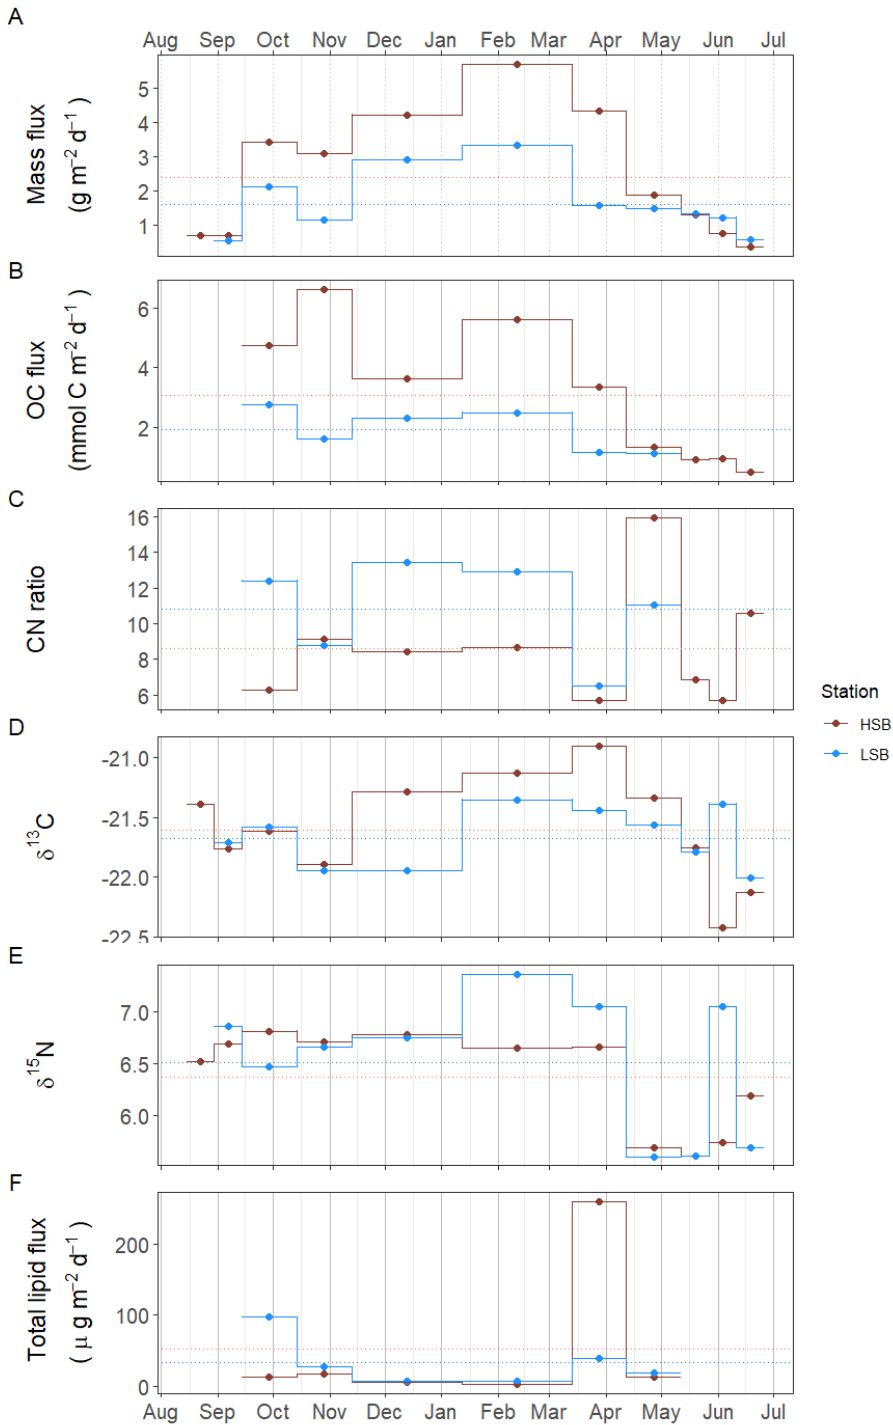 A
Aug Sep Oct Nov Dec Jan Feb Mar Apr May Jun Jul
Mass flux
(g m⁻² d⁻¹ )
5
4
3
2
1
B
OC flux
(mmol C m⁻² d⁻¹ )
6
4
2
C
CN ratio
16
14
12
10
8
6
Station
HSB
LSB
D
δ¹³C
-21.0
-21.5
-22.0
-22.5
E
δ¹⁵N
7.0
6.5
6.0
F
Total lipid flux
( μ g m⁻² d⁻¹ )
200
100
0
Aug Sep Oct Nov Dec Jan Feb Mar Apr May Jun Jul